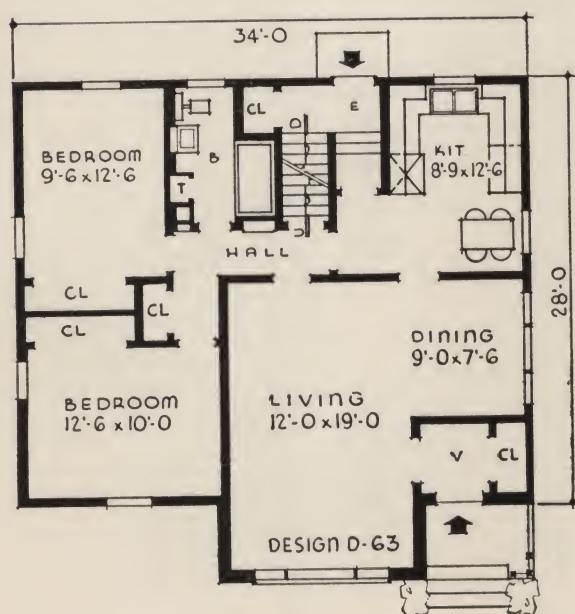 34'-0
CL
E
D
BEDROOM
9'-6 x 12'-6
B
KIT
8'-9 x 12'-6
T
U
HALL
28'-0
CL
CL
CL
DINING
9'-0 x 7'-6
BEDROOM
12'-6 x 10'-0
LIVING
12'-0 x 19'-0
V
CL
DESIGN D-63